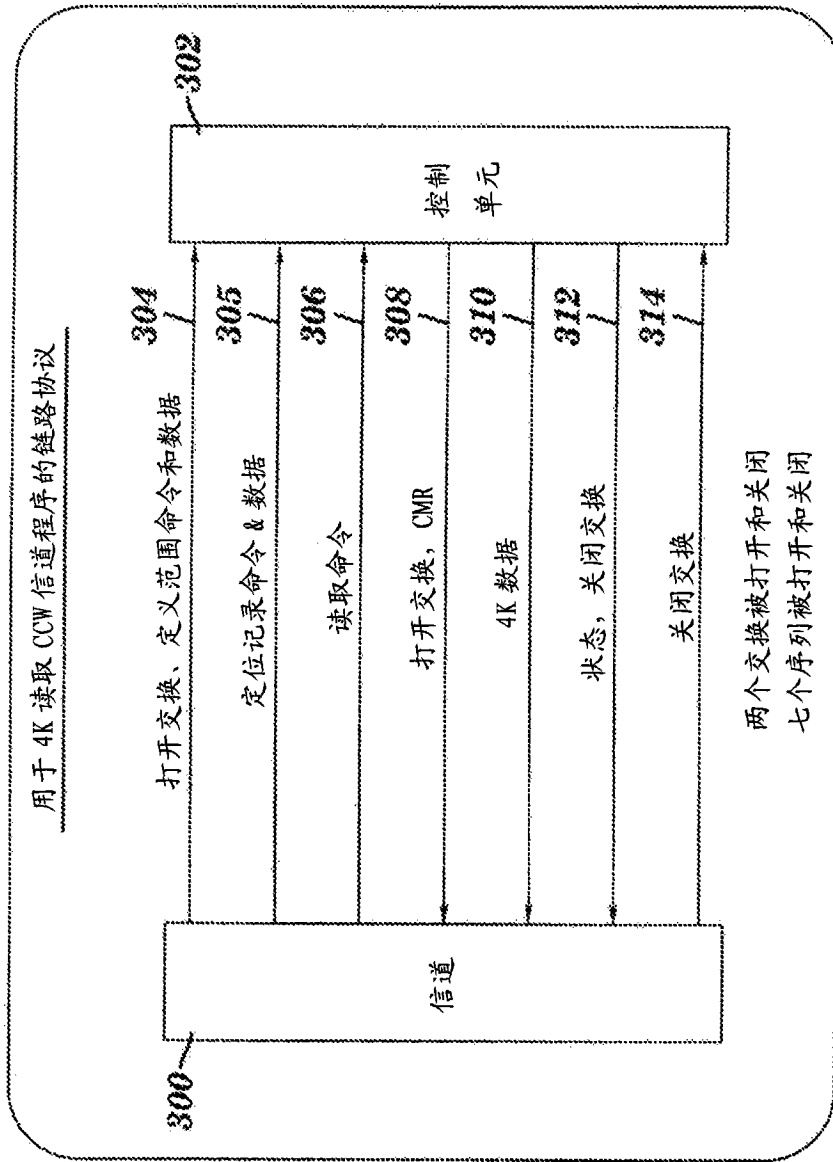 用于 4K 读取 CCW 信道程序的链路协议
300
信道
302
控制
单元
打开交换、定义范围命令和数据
304
定位记录命令 & 数据
305
读取命令
306
打开交换, CMR
308
4K 数据
310
状态, 关闭交换
312
关闭交换
314
两个交换被打开和关闭
七个序列被打开和关闭